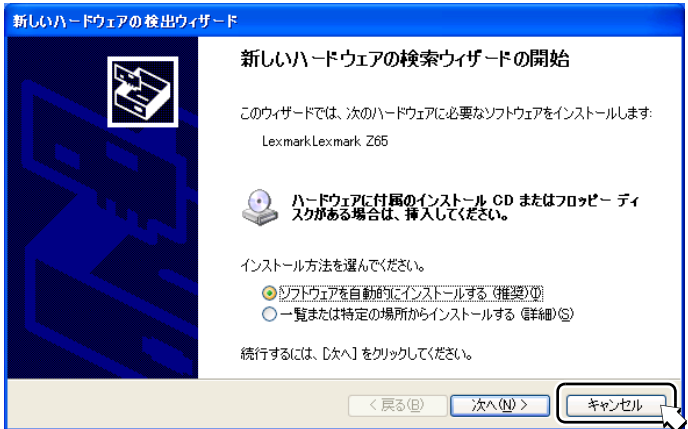 新しいハードウェアの検出ウィザード
新しいハードウェアの検索ウィザードの開始
このウィザードでは、次のハードウェアに必要なソフトウェアをインストールします:
LexmarkLexmark Z65
ハードウェアに付属のインストール CD またはフロッピー ディ
スクがある場合は、挿入してください。
インストール方法を選んでください。
ソフトウェアを自動的にインストールする (推奨)(I)
一覧または特定の場所からインストールする (詳細)(S)
続行するには、[次へ] をクリックしてください。
< 戻る(B) 次へ(N) > キャンセル